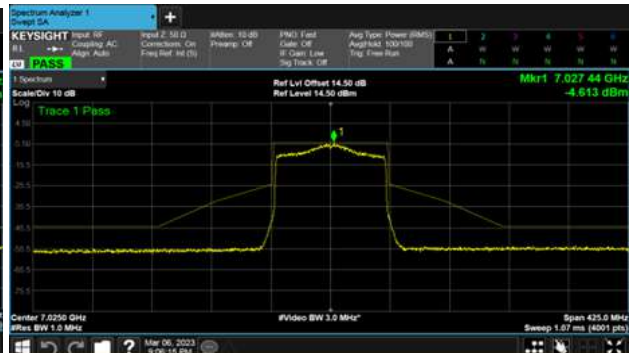 Spectrum Analyzer 1
Swept SA
+
KEYSIGHT Input: RF Input Z: 50 Ω #Atten: 10 dB PNO: Fast Avg Type: Power (RMS) 1 2 3 4 5 6
RL Coupling: AC Corrections: On Preamp: Off Gate: Off Avg|Hold: 100/100 A W W W W W
Align: Auto Freq Ref: Int (S) IF Gain: Low Trig: Free Run
LW PASS Sig Track: Off A N N N N N
1 Spectrum Ref Lvl Offset 14.50 dB Mkr1 7.027 44 GHz
Scale/Div 10 dB Ref Level 14.50 dBm -4.613 dBm
Log
Trace 1 Pass
4.50
1
-5.50
-15.5
-25.5
-35.5
-45.5
-55.5
-65.5
-75.5
Center 7.0250 GHz #Video BW 3.0 MHz* Span 425.0 MHz
#Res BW 1.0 MHz Sweep 1.07 ms (4001 pts)
? Mar 06, 2023
9:06:15 PM